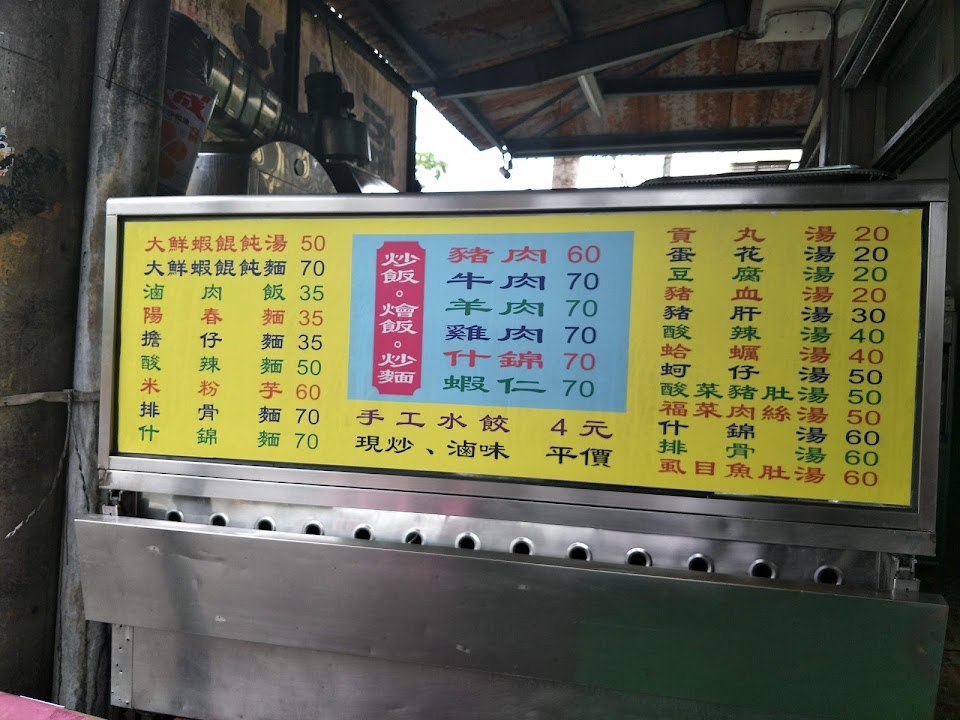 大鮮蝦餛飩湯 50
大鮮蝦餛飩麵 70
滷肉飯 35
陽春麵 35
擔仔麵 35
酸辣麵 50
米粉芋 60
排骨麵 70
什錦麵 70
炒飯。燴飯。炒麵
豬肉 60
牛肉 70
羊肉 70
雞肉 70
什錦 70
蝦仁 70
手工水餃 4元
現炒、滷味 平價
貢丸湯 20
蛋花湯 20
豆腐湯 20
豬血湯 20
豬肝湯 30
酸辣湯 40
蛤蠣湯 40
蚵仔湯 50
酸菜豬肚湯 50
福菜肉絲湯 50
什錦湯 60
排骨湯 60
虱目魚肚湯 60